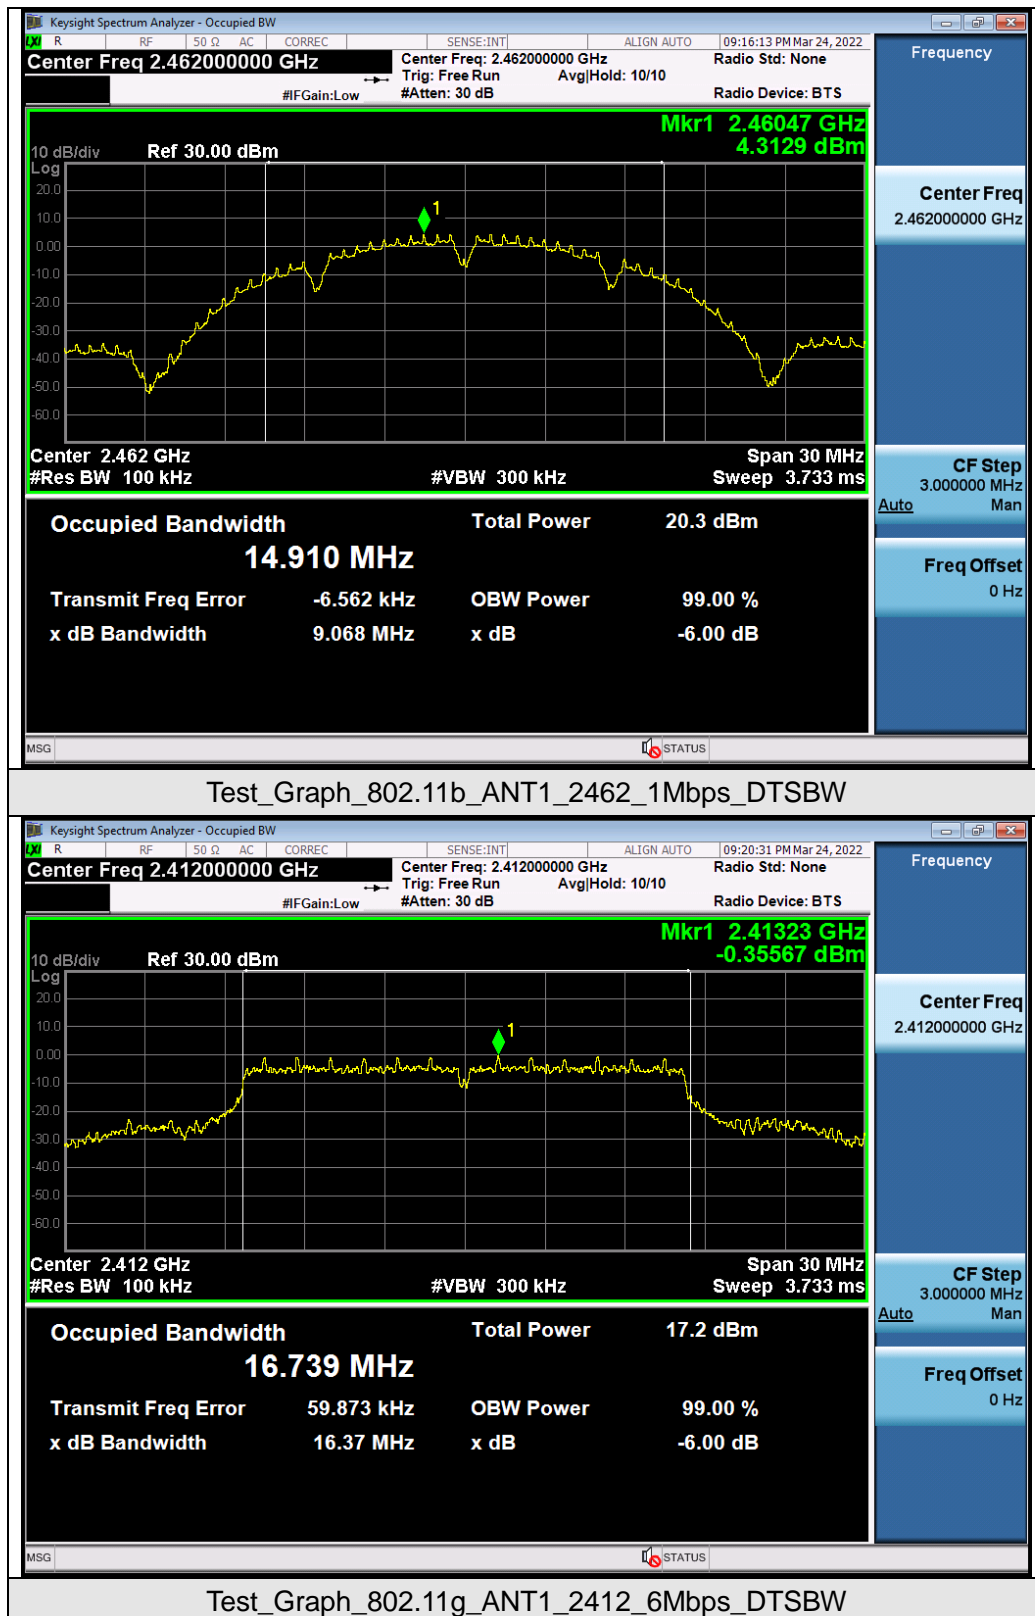 Keysight Spectrum Analyzer - Occupied BW
LXI R RF 50 Ω AC CORREC SENSE:INT ALIGN AUTO 09:16:13 PM Mar 24, 2022
Center Freq 2.462000000 GHz
Center Freq: 2.462000000 GHz
Radio Std: None
Trig: Free Run Avg|Hold: 10/10
#IFGain:Low #Atten: 30 dB Radio Device: BTS
Frequency
Mkr1 2.46047 GHz
4.3129 dBm
10 dB/div Ref 30.00 dBm
Log
20.0
10.0
0.00
-10.0
-20.0
-30.0
-40.0
-50.0
-60.0
1
Center 2.462 GHz Span 30 MHz
#Res BW 100 kHz #VBW 300 kHz Sweep 3.733 ms
Center Freq
2.462000000 GHz
CF Step
3.000000 MHz
Auto Man
Freq Offset
0 Hz
Occupied Bandwidth Total Power 20.3 dBm
14.910 MHz
Transmit Freq Error -6.562 kHz OBW Power 99.00 %
x dB Bandwidth 9.068 MHz x dB -6.00 dB
MSG STATUS
Test_Graph_802.11b_ANT1_2462_1Mbps_DTSBW
Keysight Spectrum Analyzer - Occupied BW
LXI R RF 50 Ω AC CORREC SENSE:INT ALIGN AUTO 09:20:31 PM Mar 24, 2022
Center Freq 2.412000000 GHz
Center Freq: 2.412000000 GHz
Radio Std: None
Trig: Free Run Avg|Hold: 10/10
#IFGain:Low #Atten: 30 dB Radio Device: BTS
Frequency
Mkr1 2.41323 GHz
-0.35567 dBm
10 dB/div Ref 30.00 dBm
Log
20.0
10.0
0.00
-10.0
-20.0
-30.0
-40.0
-50.0
-60.0
1
Center 2.412 GHz Span 30 MHz
#Res BW 100 kHz #VBW 300 kHz Sweep 3.733 ms
Center Freq
2.412000000 GHz
CF Step
3.000000 MHz
Auto Man
Freq Offset
0 Hz
Occupied Bandwidth Total Power 17.2 dBm
16.739 MHz
Transmit Freq Error 59.873 kHz OBW Power 99.00 %
x dB Bandwidth 16.37 MHz x dB -6.00 dB
MSG STATUS
Test_Graph_802.11g_ANT1_2412_6Mbps_DTSBW